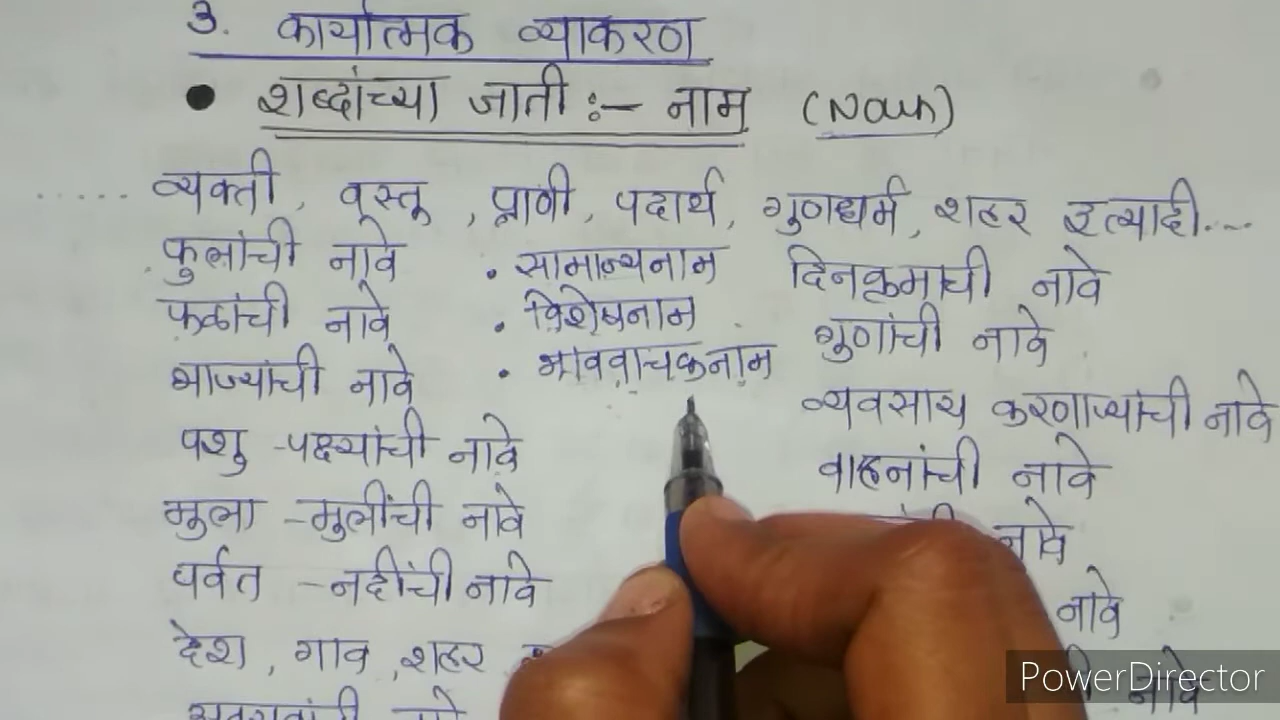 3. कार्यात्मक व्याकरण
• शब्दांच्या जाती :- नाम (Noun)
..... व्यक्ती, वस्तू, प्राणी, पदार्थ, गुणधर्म, शहर इत्यादी....
फुलांची नावे
फळांची नावे
भाज्यांची नावे
पशु - पक्ष्यांची नावे
मुला - मुलींची नावे
पर्वत - नदींची नावे
देश, गाव, शहर
नावे
• सामान्यनाम
• विशेषनाम
• भाववाचकनाम
दिनक्रमाची नावे
गुणांची नावे
व्यवसाय करणाऱ्यांची नावे
वाहनांची नावे
नावे
नावे
नावे
PowerDirector